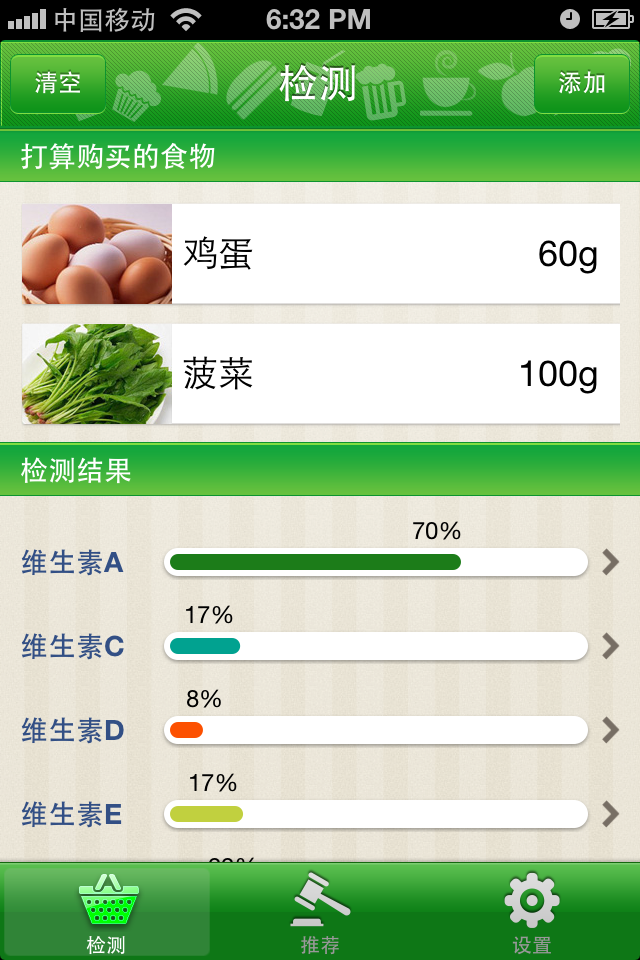 中国移动 6:32 PM
清空 检测 添加
打算购买的食物
鸡蛋 60g
菠菜 100g
检测结果
70%
维生素A
17%
维生素C
8%
维生素D
17%
维生素E
检测 推荐 设置